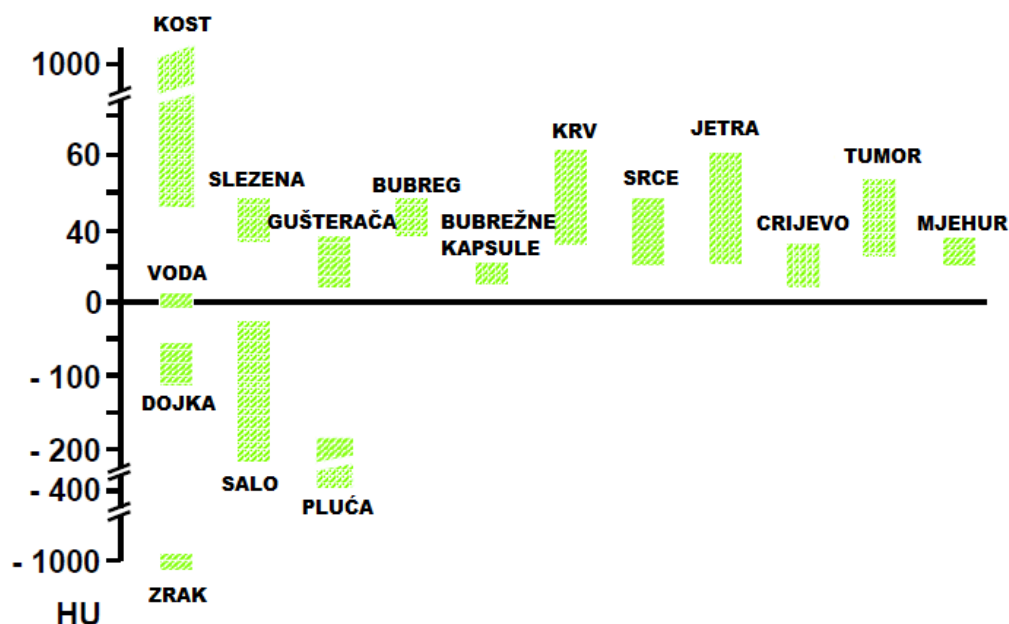 KOST
1000
60
40
0
- 100
- 200
- 400
- 1000
HU
SLEZENA
GUŠTERAČA
BUBREG
BUBREŽNE
KAPSULE
KRV
SRCE
JETRA
CRIJEVO
TUMOR
MJEHUR
VODA
DOJKA
SALO
PLUĆA
ZRAK